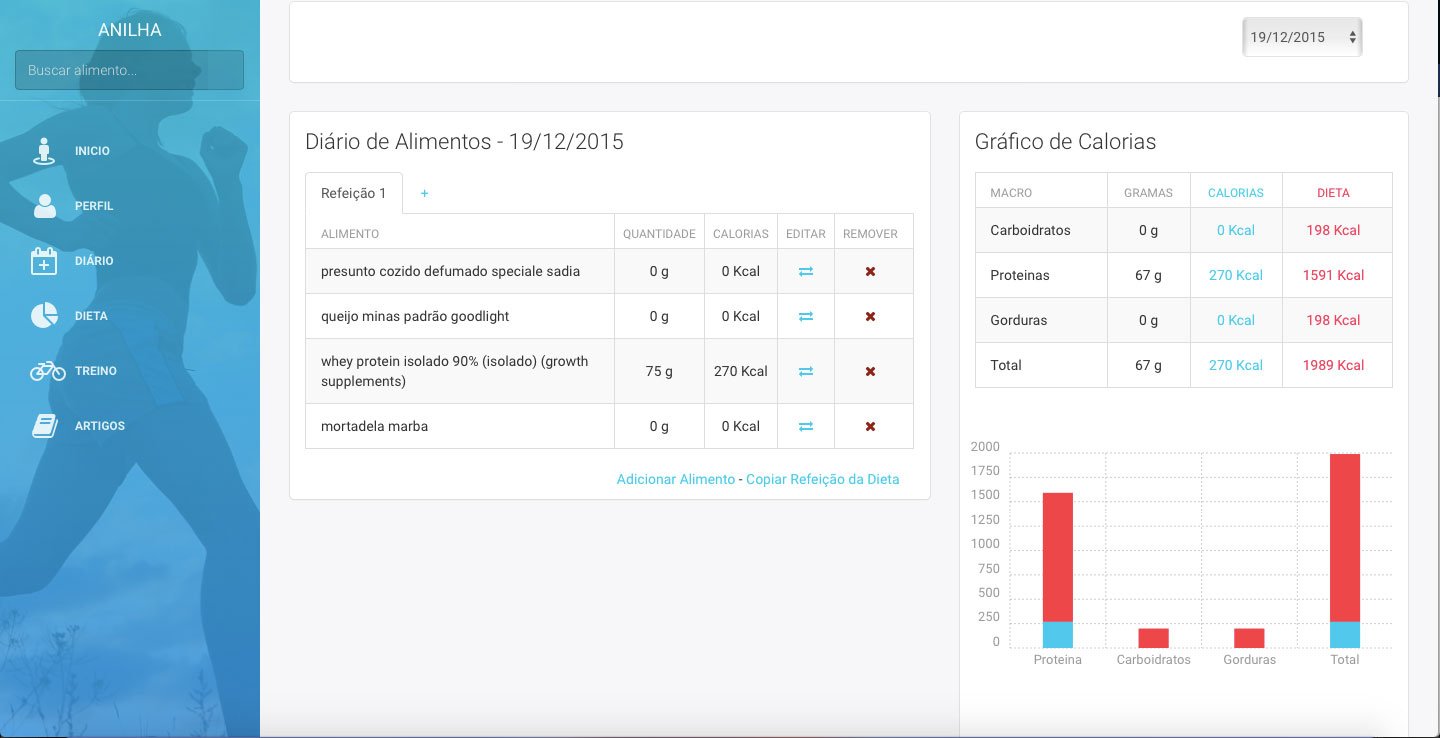 ANILHA
Buscar alimento...
INICIO
PERFIL
DIÁRIO
DIETA
TREINO
ARTIGOS
19/12/2015
Diário de Alimentos - 19/12/2015
Refeição 1 +
ALIMENTO QUANTIDADE CALORIAS EDITAR REMOVER
presunto cozido defumado speciale sadia 0 g 0 Kcal
queijo minas padrão goodlight 0 g 0 Kcal
whey protein isolado 90% (isolado) (growth
supplements) 75 g 270 Kcal
mortadela marba 0 g 0 Kcal
Adicionar Alimento - Copiar Refeição da Dieta
Gráfico de Calorias
MACRO GRAMAS CALORIAS DIETA
Carboidratos 0 g 0 Kcal 198 Kcal
Proteinas 67 g 270 Kcal 1591 Kcal
Gorduras 0 g 0 Kcal 198 Kcal
Total 67 g 270 Kcal 1989 Kcal
2000
1750
1500
1250
1000
750
500
250
0
Proteina Carboidratos Gorduras Total